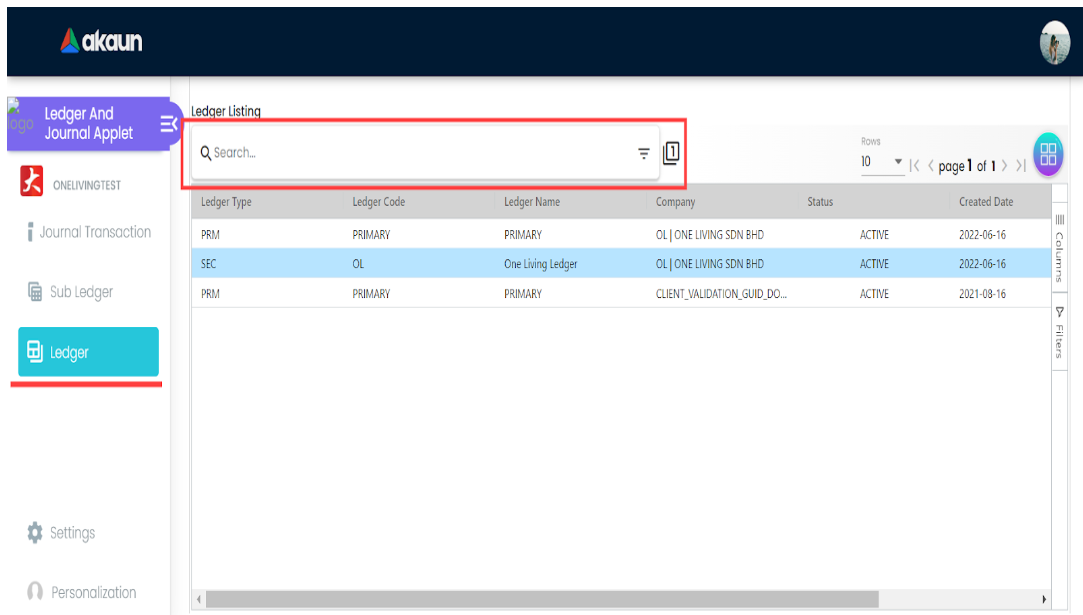 akaun
logo
Ledger And
Journal Applet
ONELIVINGTEST
Journal Transaction
Sub Ledger
Ledger
Settings
Personalization
Ledger Listing
Search...
1
Rows
10
page 1 of 1
Ledger Type Ledger Code Ledger Name Company Status Created Date
PRM PRIMARY PRIMARY OL | ONE LIVING SDN BHD ACTIVE 2022-06-16
SEC OL One Living Ledger OL | ONE LIVING SDN BHD ACTIVE 2022-06-16
PRM PRIMARY PRIMARY CLIENT_VALIDATION_GUID_DO... ACTIVE 2021-08-16
Columns
Filters